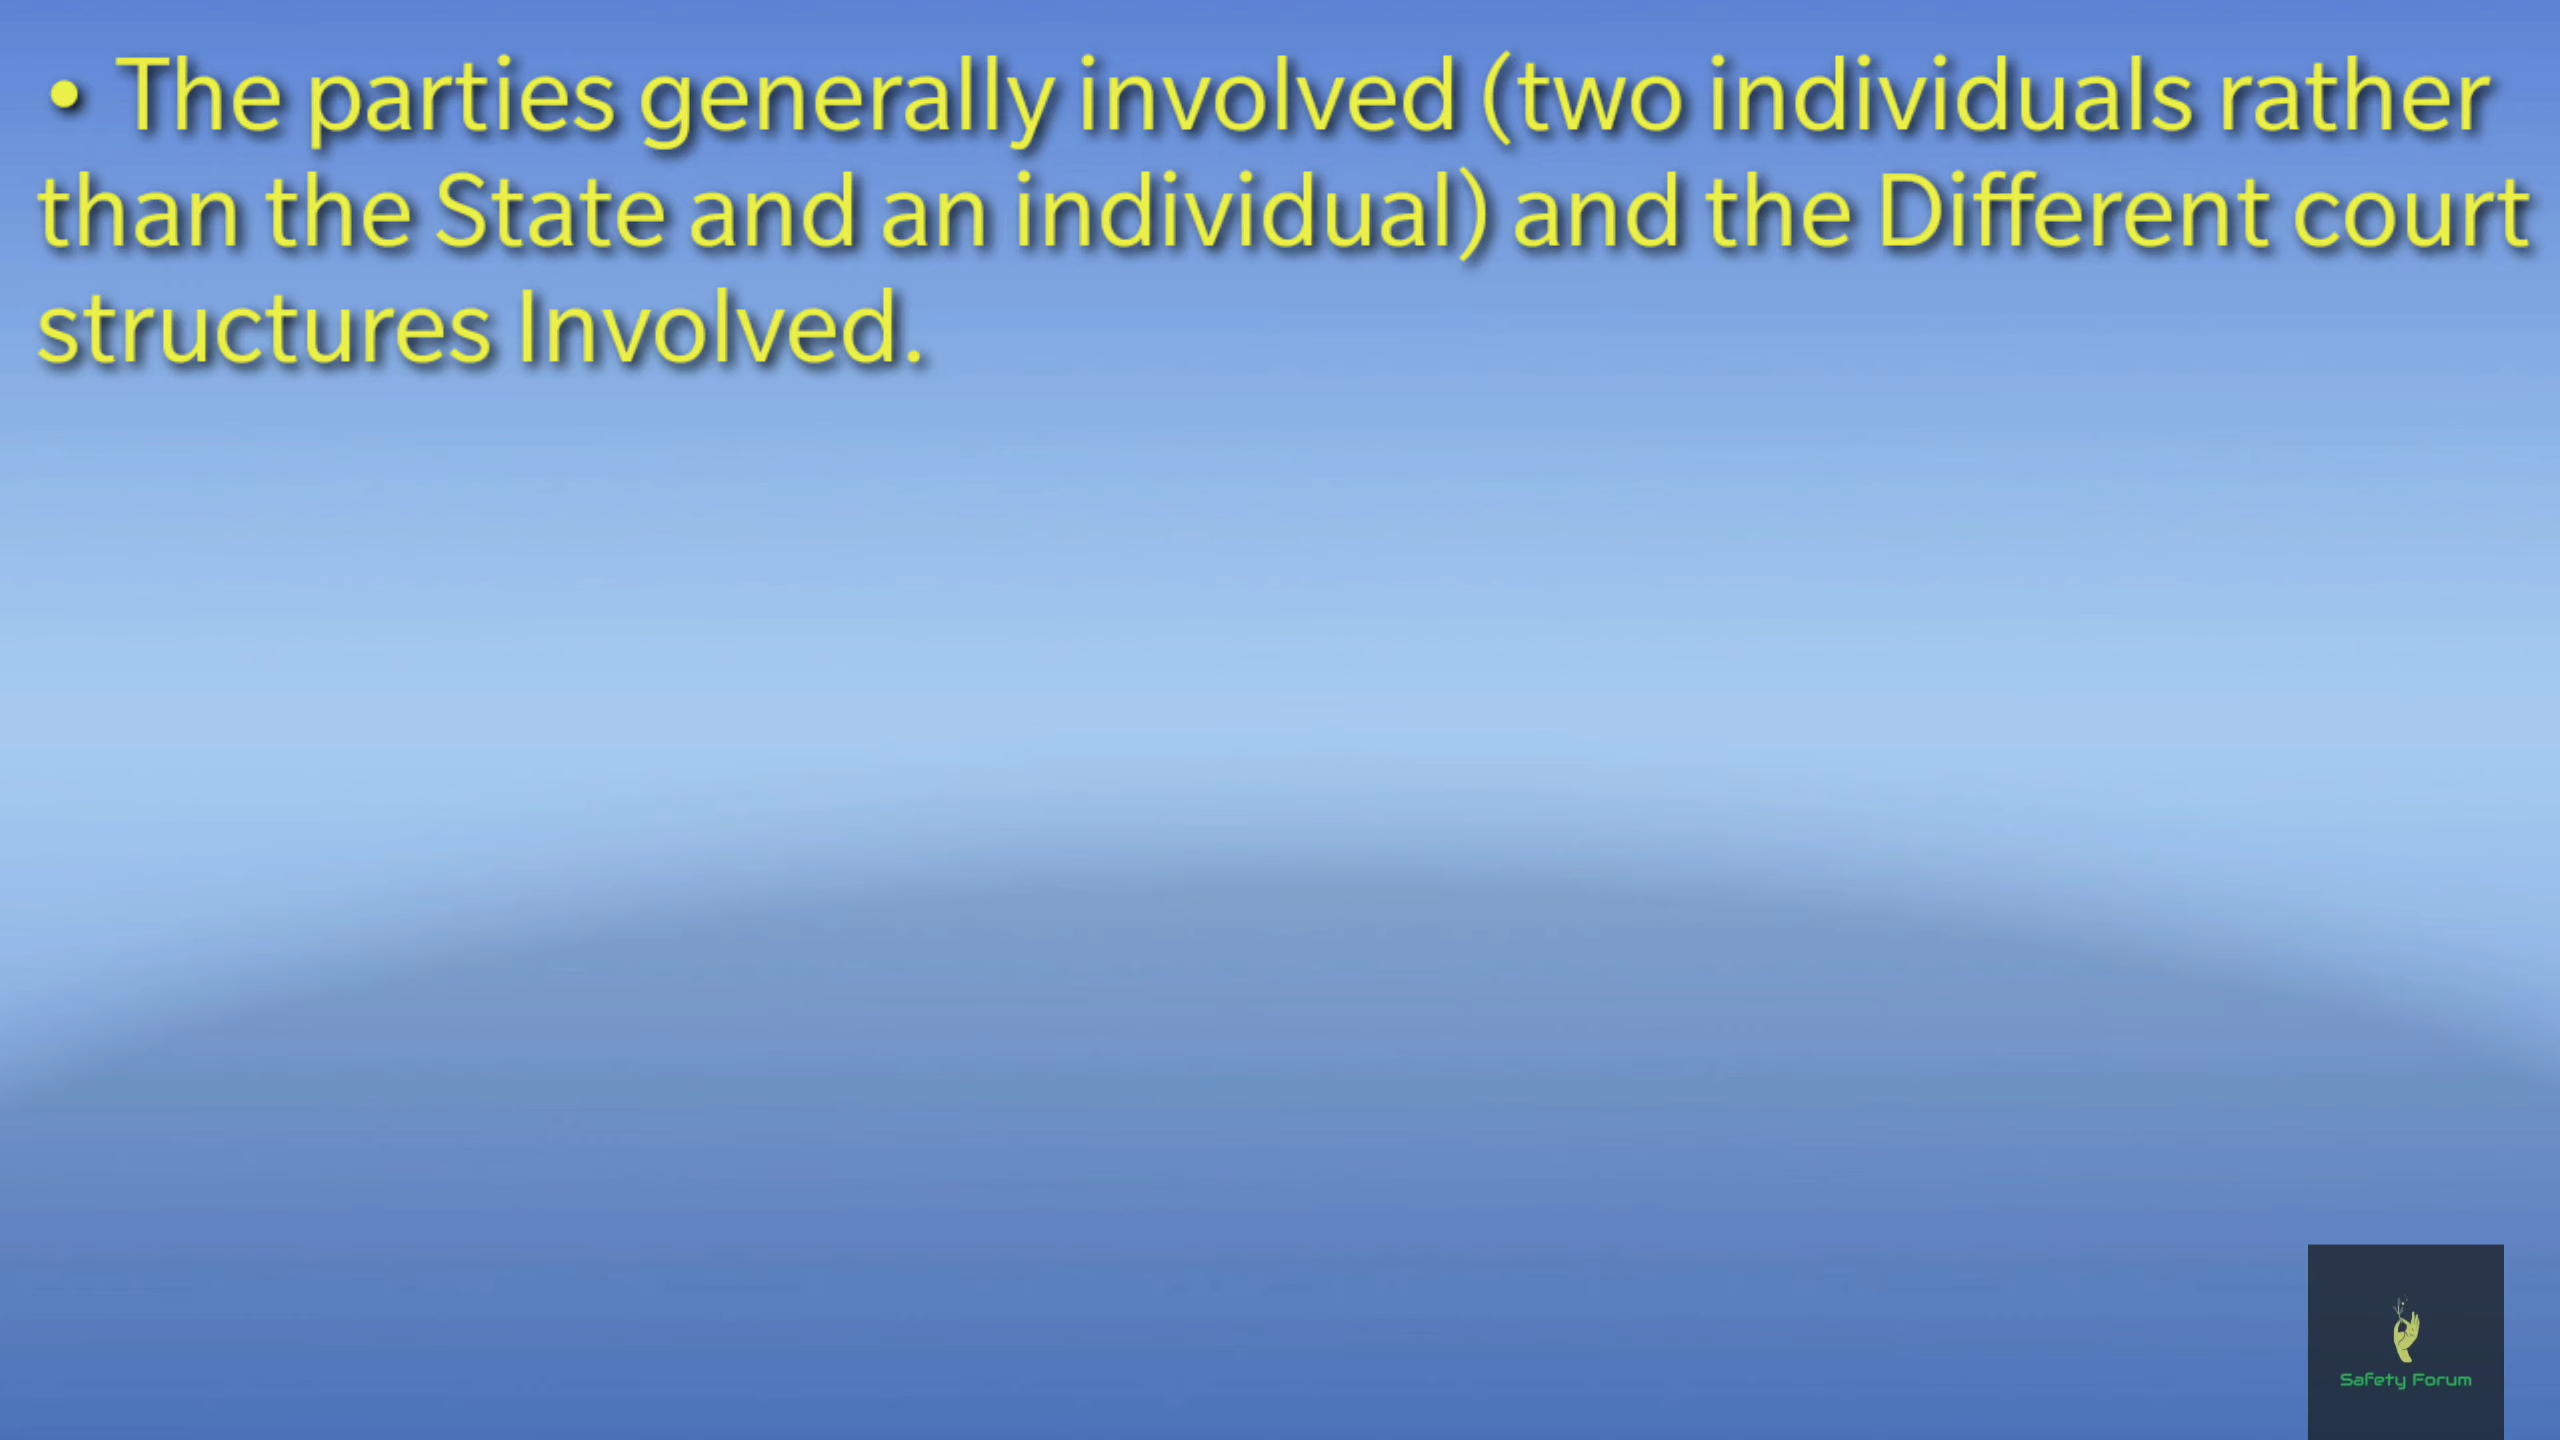 • The parties generally involved (two individuals rather
than the State and an individual) and the Different court
structures Involved.
Safety Forum